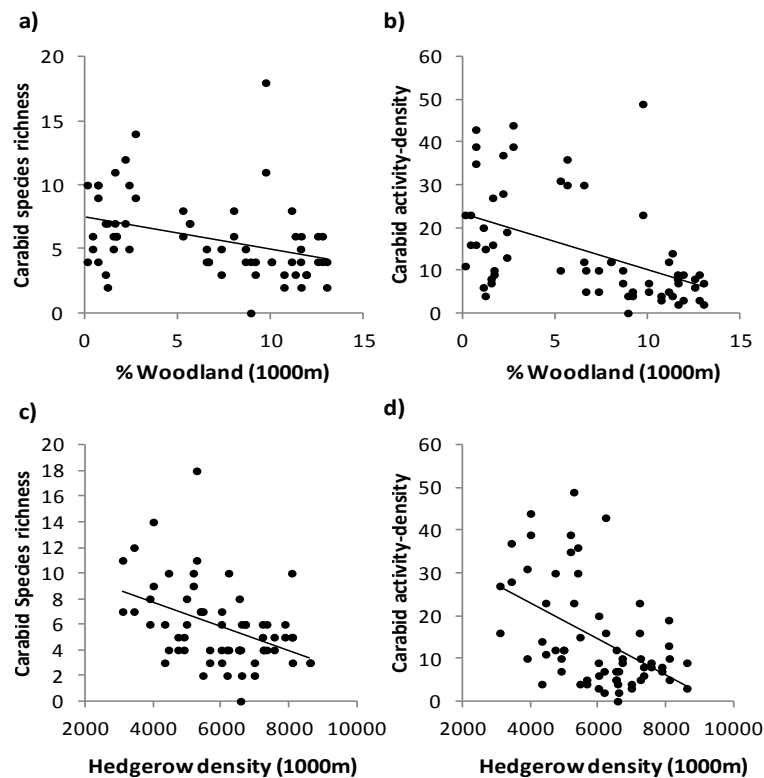 a)
b)
Carabid species richness
20
15
10
5
0
0 5 10 15
% Woodland (1000m)
Carabid activity-density
60
50
40
30
20
10
0
0 5 10 15
% Woodland (1000m)
c)
d)
Carabid Species richness
20
18
16
14
12
10
8
6
4
2
0
2000 4000 6000 8000 10000
Hedgerow density (1000m)
Carabid activity-density
60
50
40
30
20
10
0
2000 4000 6000 8000 10000
Hedgerow density (1000m)